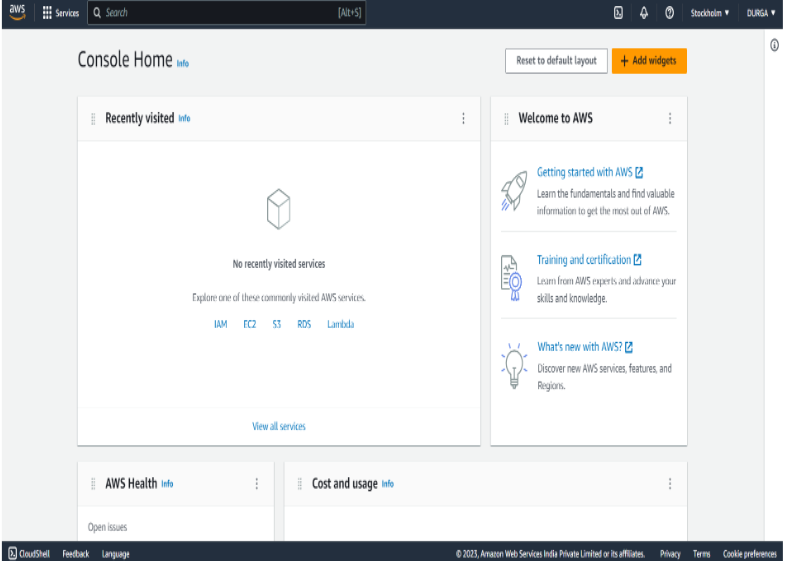 aws Services Search [Alt+S] Stockholm ▼ DURGA ▼
Console Home Info
Reset to default layout + Add widgets
Recently visited Info
No recently visited services
Explore one of these commonly visited AWS services.
IAM EC2 S3 RDS Lambda
View all services
Welcome to AWS
Getting started with AWS
Learn the fundamentals and find valuable
information to get the most out of AWS.
Training and certification
Learn from AWS experts and advance your
skills and knowledge.
What's new with AWS?
Discover new AWS services, features, and
Regions.
AWS Health Info
Open issues
Cost and usage Info
CloudShell Feedback Language © 2023, Amazon Web Services India Private Limited or its affiliates. Privacy Terms Cookie preferences